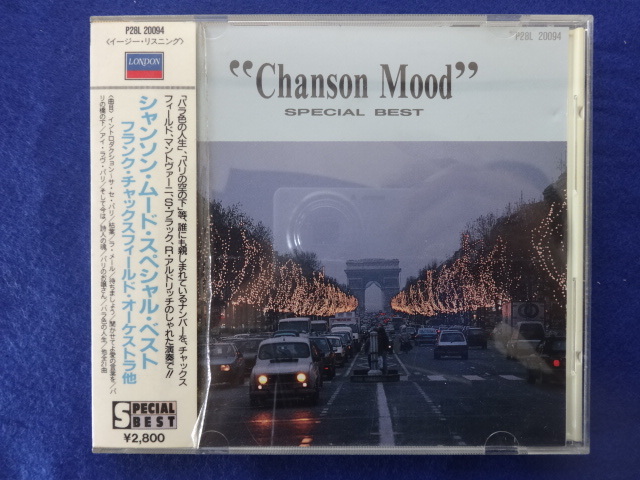 P28L 20094
《イージー・リスニング》
LONDON
シャンソン・ムード・スペシャル・ベスト
フランク・チャックスフィールド・オーケストラ他
「バラ色の人生」、「パリの空の下」等、誰にも親しまれているナンバーを、チャックス
フィールド、マントヴァーニ、S・ブラック、R・アルドリッチのしゃれた演奏で!!
SPECIAL
BEST
¥2,800
P28L 20094
"Chanson Mood"
SPECIAL BEST